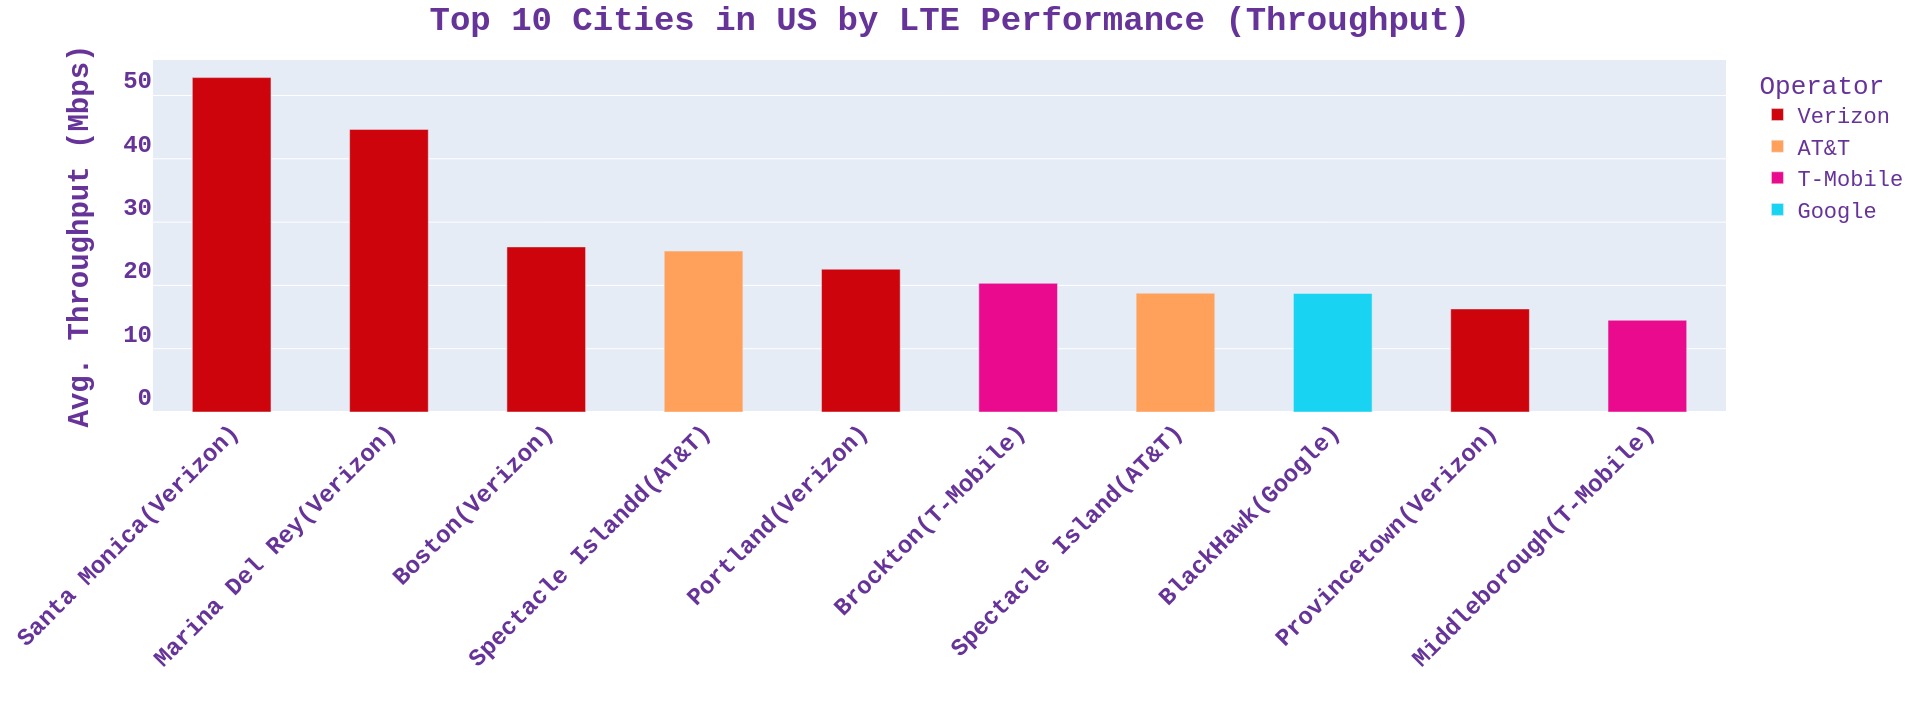 Top 10 Cities in US by LTE Performance (Throughput)
Avg. Throughput (Mbps)
50
40
30
20
10
0
Santa Monica(Verizon)
Marina Del Rey(Verizon)
Boston(Verizon)
Spectacle Islandd(AT&T)
Portland(Verizon)
Brockton(T-Mobile)
Spectacle Island(AT&T)
BlackHawk(Google)
Provincetown(Verizon)
Middleborough(T-Mobile)
Operator
Verizon
AT&T
T-Mobile
Google